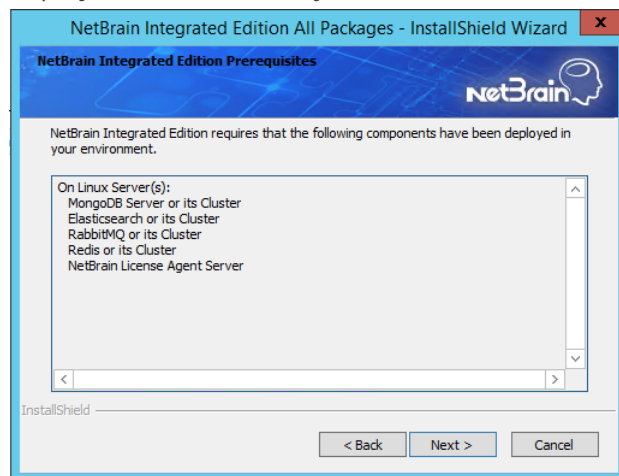 NetBrain Integrated Edition All Packages - InstallShield Wizard
x
NetBrain Integrated Edition Prerequisites
NetBrain
NetBrain Integrated Edition requires that the following components have been deployed in
your environment.
On Linux Server(s):
MongoDB Server or its Cluster
Elasticsearch or its Cluster
RabbitMQ or its Cluster
Redis or its Cluster
NetBrain License Agent Server
InstallShield
< Back
Next >
Cancel